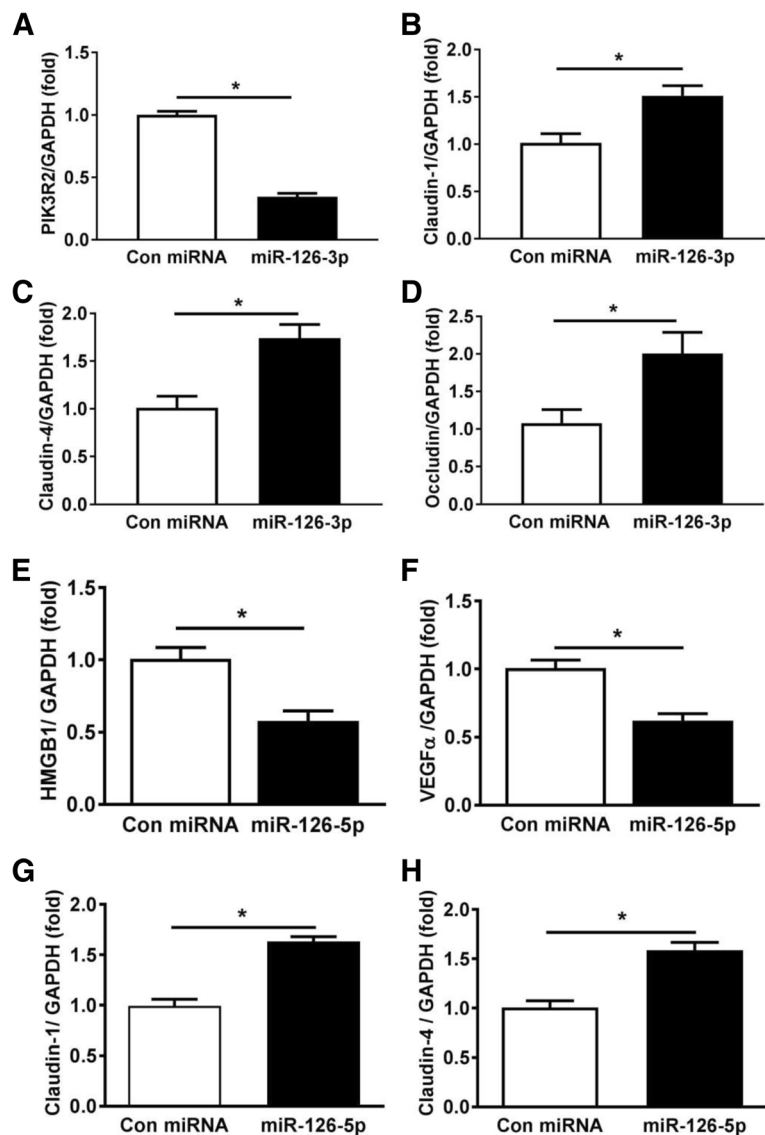 A
PIK3R2/GAPDH (fold)
1.5
1.0
0.5
0.0
*
Con miRNA miR-126-3p
B
Claudin-1/GAPDH (fold)
2.0
1.5
1.0
0.5
0.0
*
Con miRNA miR-126-3p
C
Claudin-4/GAPDH (fold)
2.0
1.5
1.0
0.5
0.0
*
Con miRNA miR-126-3p
D
Occludin/GAPDH (fold)
2.5
2.0
1.5
1.0
0.5
0.0
*
Con miRNA miR-126-3p
E
HMGB1/ GAPDH (fold)
1.5
1.0
0.5
0.0
*
Con miRNA miR-126-5p
F
VEGFα /GAPDH (fold)
1.5
1.0
0.5
0.0
*
Con miRNA miR-126-5p
G
Claudin-1/ GAPDH (fold)
2.0
1.5
1.0
0.5
0.0
*
Con miRNA miR-126-5p
H
Claudin-4 / GAPDH (fold)
2.0
1.5
1.0
0.5
0.0
*
Con miRNA miR-126-5p